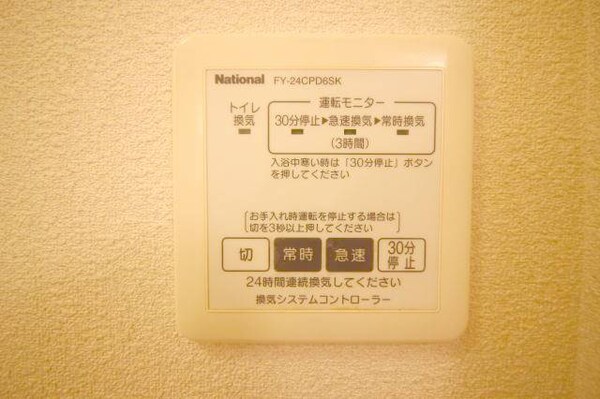 National FY-24CPD6SK
トイレ
換気
運転モニター
30分停止▶急速換気▶常時換気
(3時間)
入浴中寒い時は「30分停止」ボタン
を押してください
お手入れ時運転を停止する場合は
切を3秒以上押してください
切 常時 急速 30分
停止
24時間連続換気してください
換気システムコントローラー